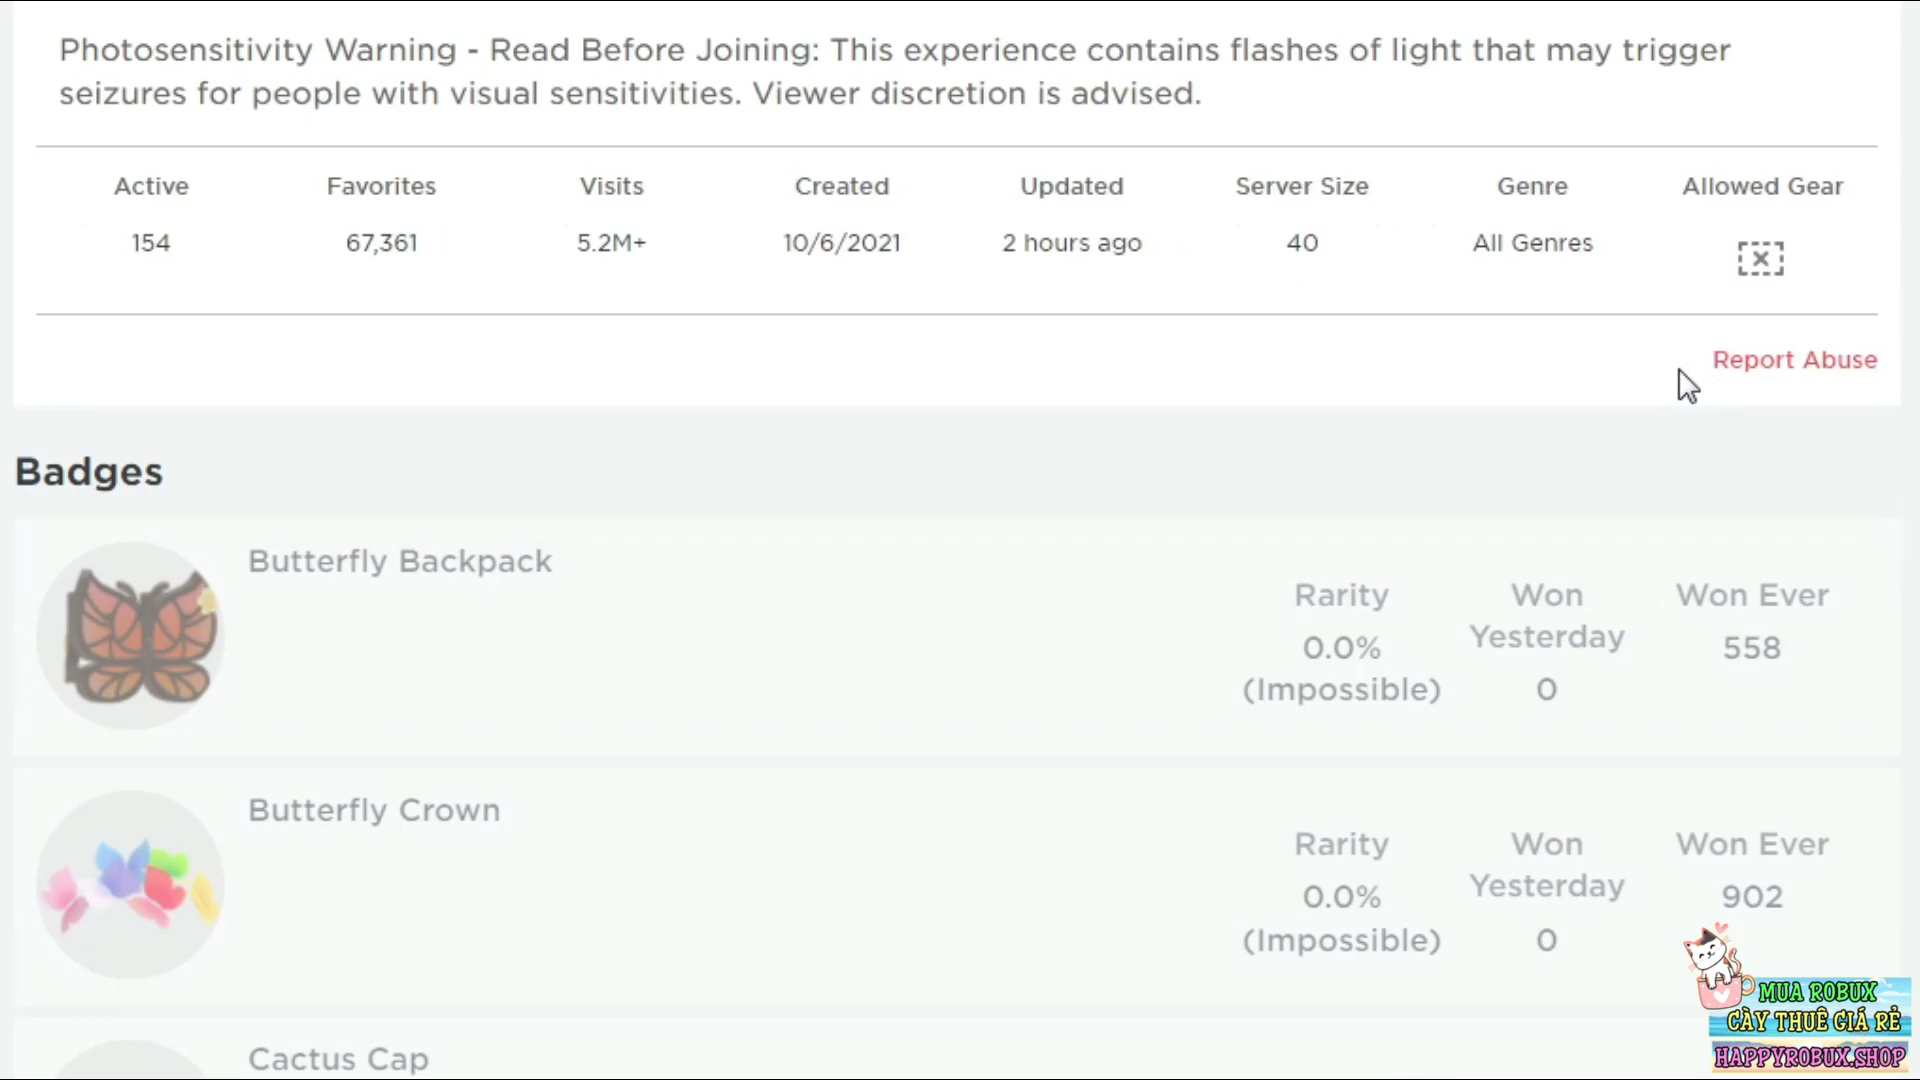 Photosensitivity Warning - Read Before Joining: This experience contains flashes of light that may trigger
seizures for people with visual sensitivities. Viewer discretion is advised.
Active Favorites Visits Created Updated Server Size Genre Allowed Gear
154 67,361 5.2M+ 10/6/2021 2 hours ago 40 All Genres
Report Abuse
Badges
Butterfly Backpack
Rarity Won Won Ever
Yesterday
0.0% 558
(Impossible) 0
Butterfly Crown
Rarity Won Won Ever
Yesterday
0.0% 902
(Impossible) 0
Cactus Cap
MUA ROBUX
CÀY THUÊ GIÁ RẺ
HAPPYROBUX.SHOP